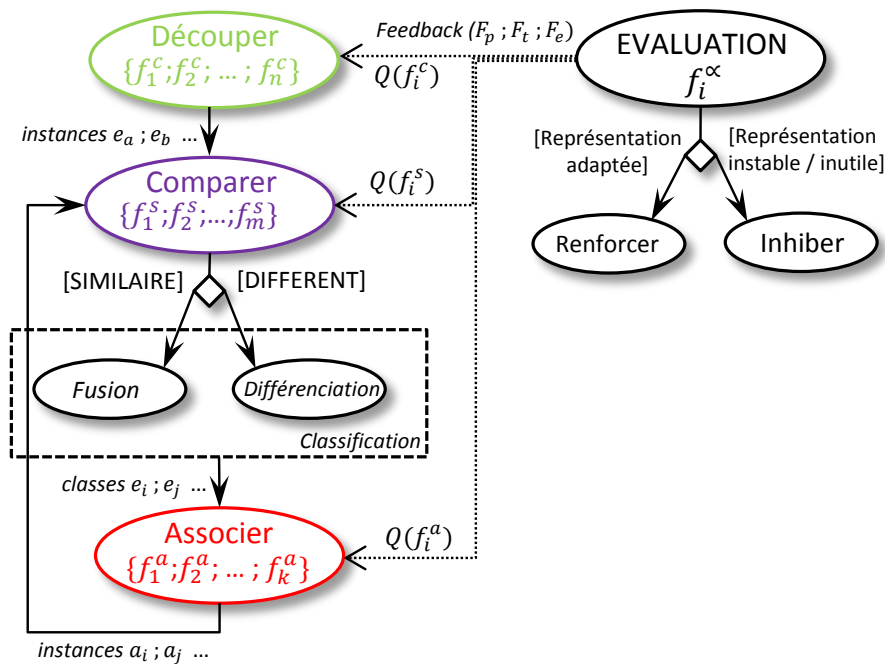 Découper
{f₁ᶜ;f₂ᶜ; … ; fₙᶜ}
Feedback (Fₚ ; Fₜ ; Fₑ)
Q(fᵢᶜ)
EVALUATION
fᵢ^∝
instances eₐ ; e_b …
[Représentation
adaptée]
[Représentation
instable / inutile]
Comparer
{f₁ˢ;f₂ˢ;…;fₘˢ}
Q(fᵢˢ)
Renforcer
Inhiber
[SIMILAIRE]
[DIFFERENT]
Fusion
Différenciation
Classification
classes eᵢ ; eⱼ …
Associer
{f₁ᵃ;f₂ᵃ; … ; fₖᵃ}
Q(fᵢᵃ)
instances aᵢ ; aⱼ …